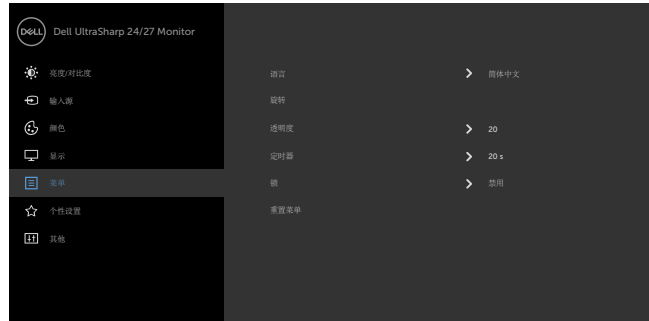 DELL
Dell UltraSharp 24/27 Monitor
亮度/对比度
输入源
颜色
显示
菜单
个性设置
其他
语言
简体中文
旋转
透明度
20
定时器
20 s
锁
禁用
重置菜单